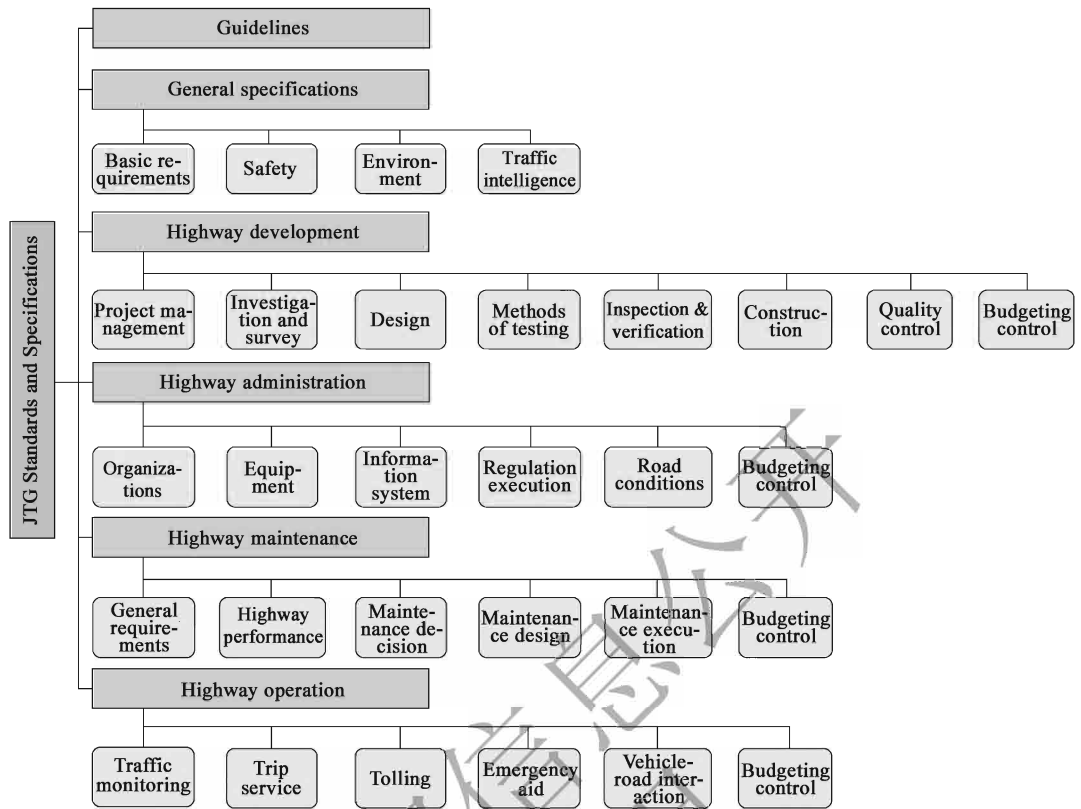 JTG Standards and Specifications
Guidelines
General specifications
Basic re-
quirements
Safety
Environ-
ment
Traffic
intelligence
Highway development
Project ma-
nagement
Investiga-
tion and
survey
Design
Methods
of testing
Inspection &
verification
Construc-
tion
Quality
control
Budgeting
control
Highway administration
Organiza-
tions
Equip-
ment
Informa-
tion
system
Regulation
execution
Road
conditions
Budgeting
control
Highway maintenance
General
require-
ments
Highway
performance
Mainte-
nance de-
cision
Maintenan-
ce design
Maintenan-
ce execu-
tion
Budgeting
control
Highway operation
Traffic
monitoring
Trip
service
Tolling
Emergency
aid
Vehicle-
road inter-
action
Budgeting
control
信息公开